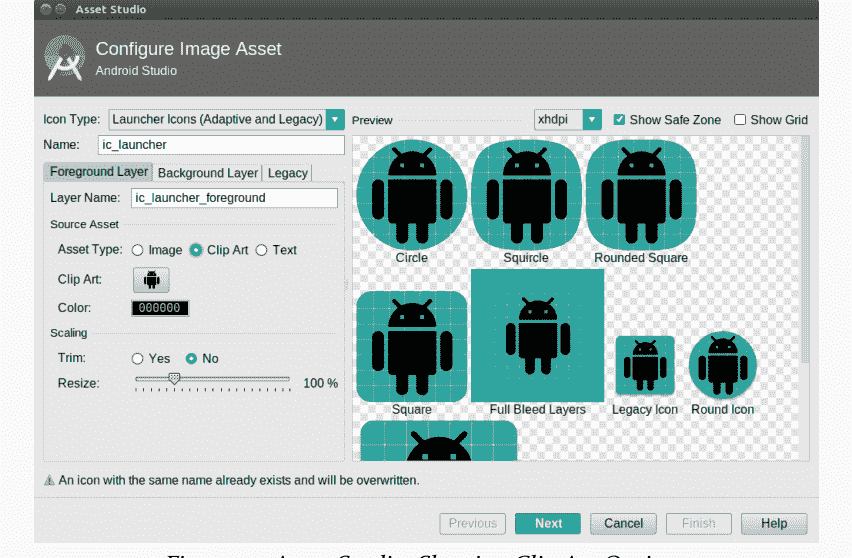 Asset Studio
Configure Image Asset
Android Studio
Icon Type: Launcher Icons (Adaptive and Legacy)
Name: ic_launcher
Foreground Layer Background Layer Legacy
Layer Name: ic_launcher_foreground
Source Asset
Asset Type: Image Clip Art Text
Clip Art:
Color: 000000
Scaling
Trim: Yes No
Resize: 100 %
Preview xhdpi Show Safe Zone Show Grid
Circle Squircle Rounded Square
Square Full Bleed Layers Legacy Icon Round Icon
An icon with the same name already exists and will be overwritten.
Previous Next Cancel Finish Help